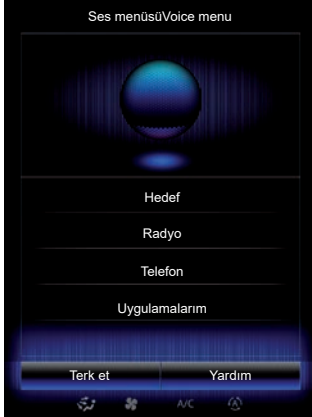 Ses menüsüVoice menu
Hedef
Radyo
Telefon
Uygulamalarım
Terk et Yardım
A/C